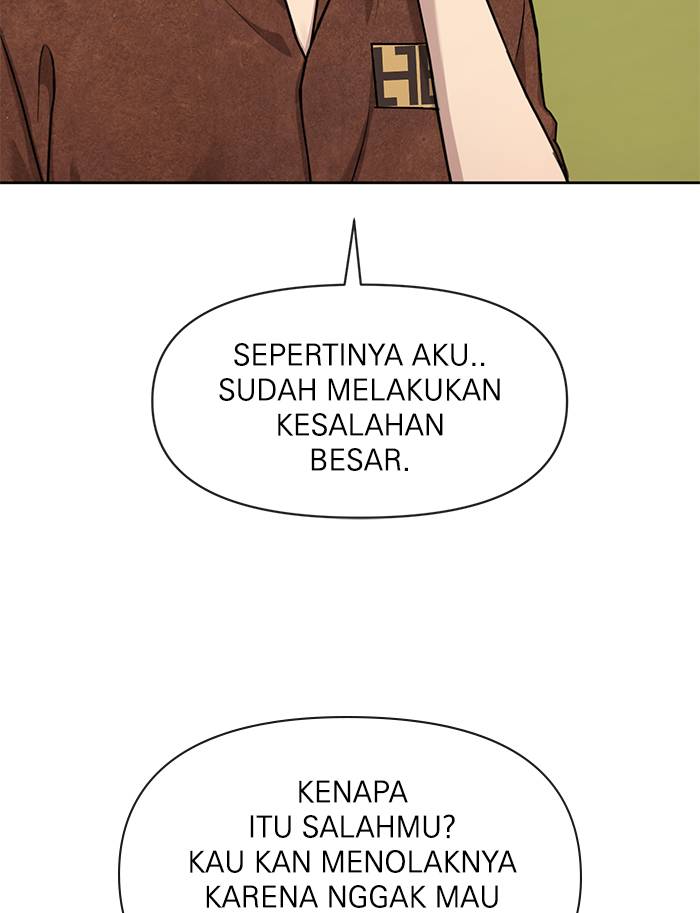 SEPERTINYA AKU..
SUDAH MELAKUKAN
KESALAHAN
BESAR.
KENAPA
ITU SALAHMU?
KAU KAN MENOLAKNYA
KARENA NGGAK MAU